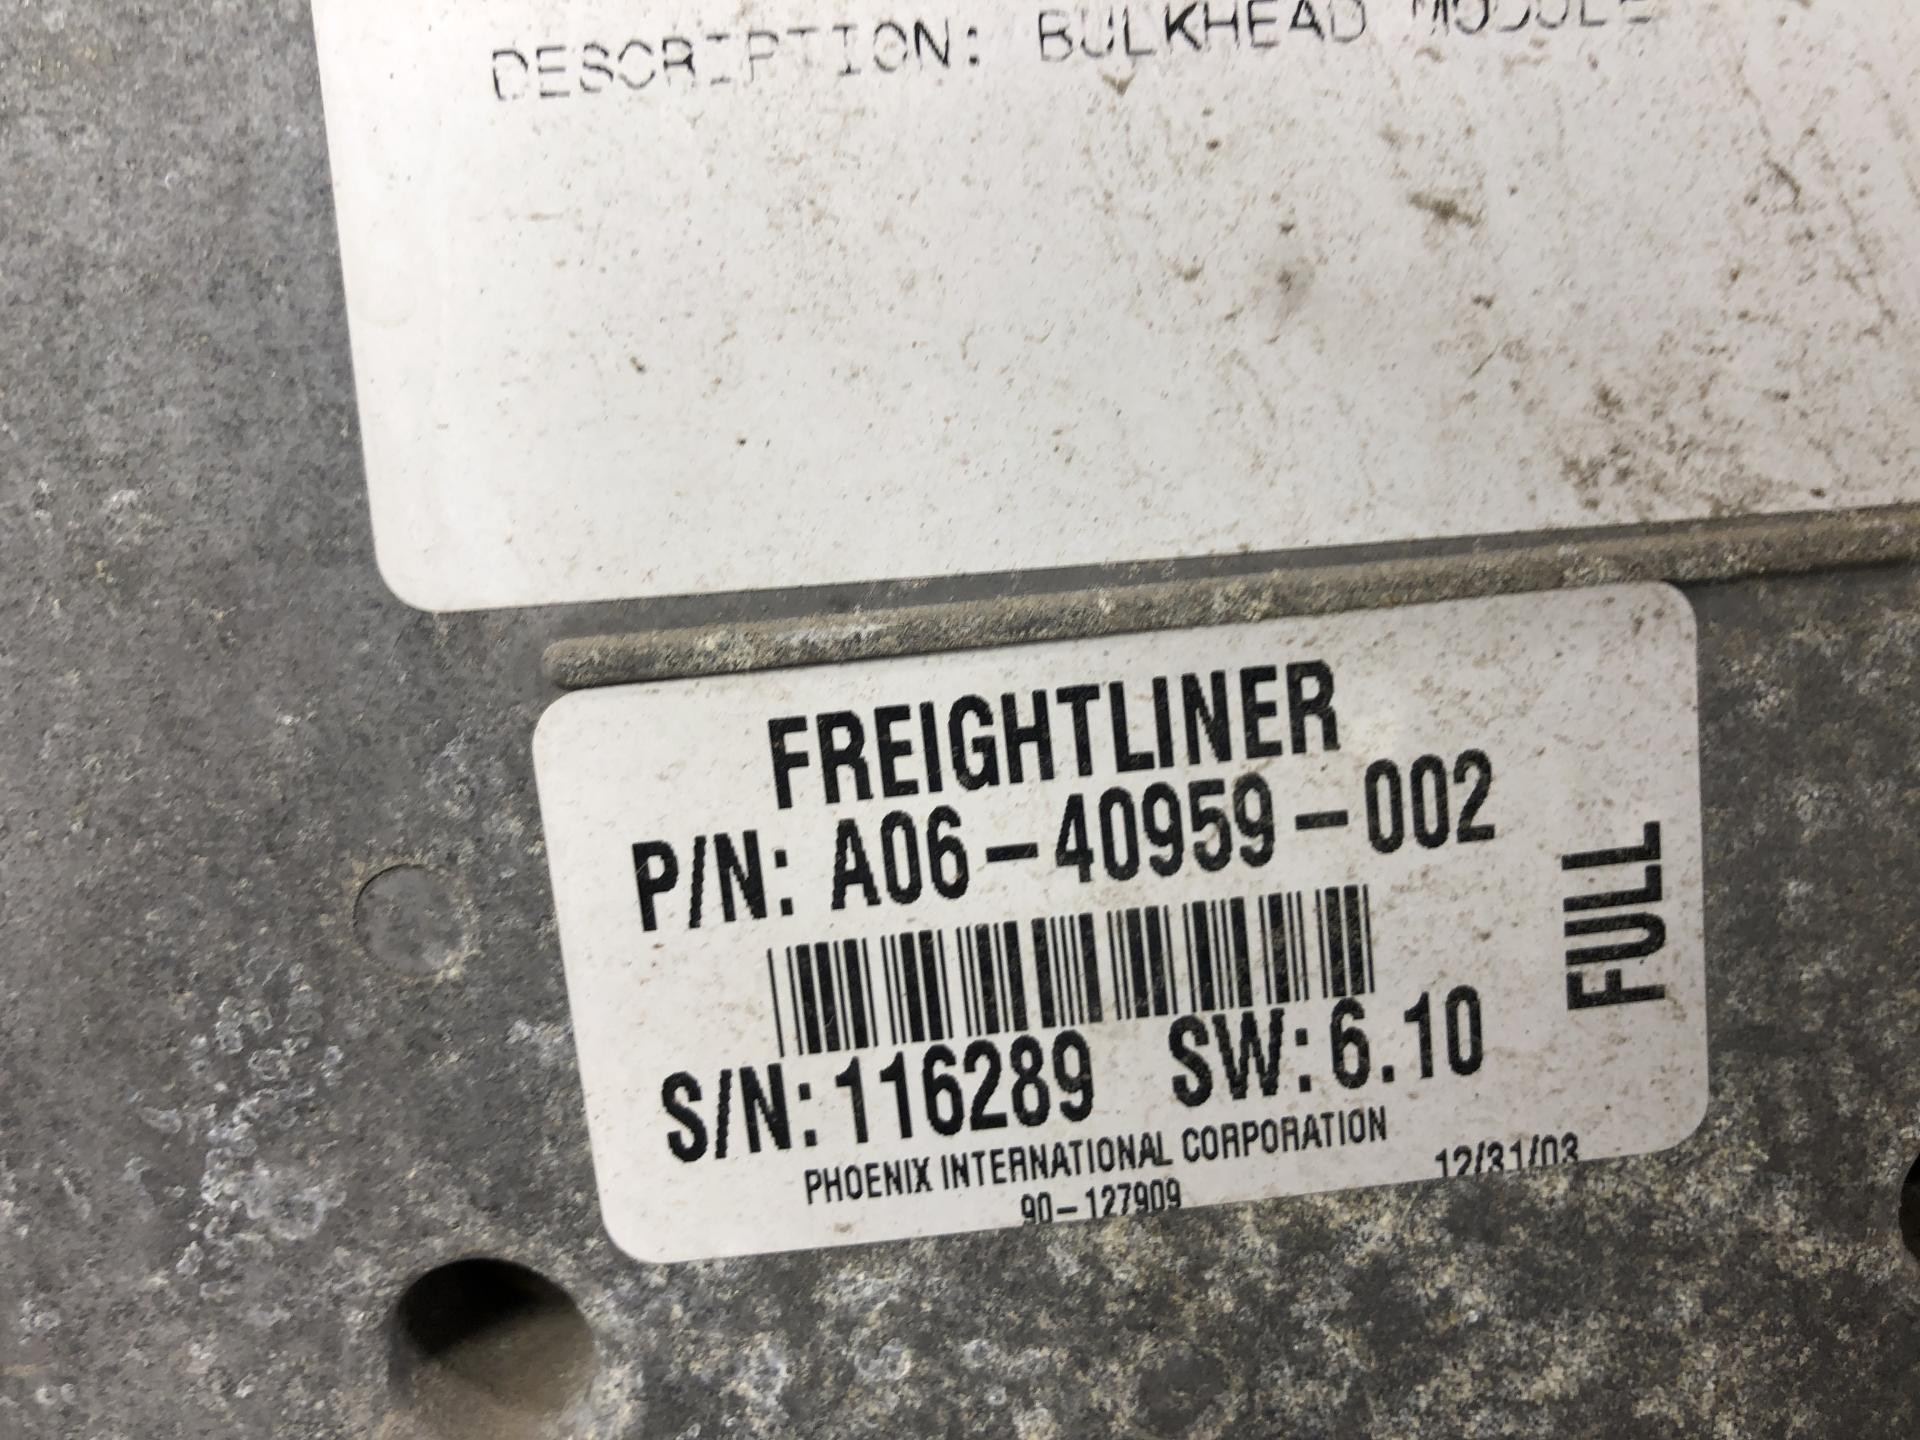 DESCRIPTION: BULKHEAD MODULE
FREIGHTLINER
P/N: A06-40959-002
FULL
S/N: 116289 SW: 6.10
PHOENIX INTERNATIONAL CORPORATION
90-127909
12/31/03